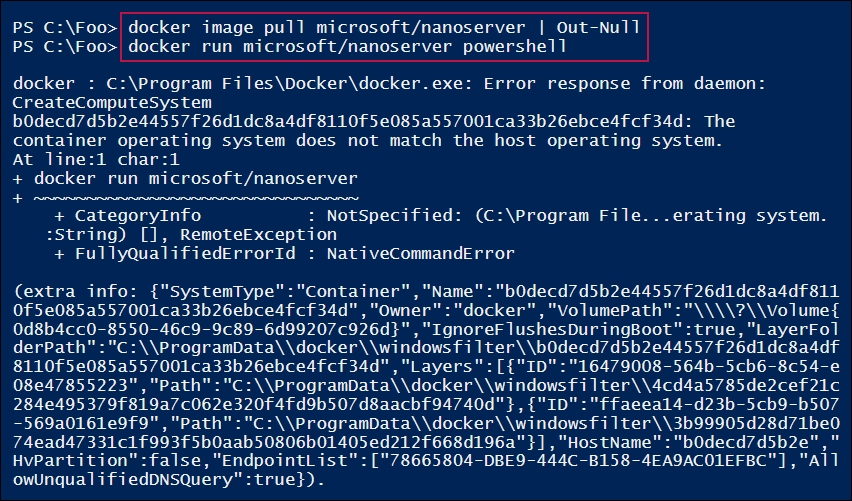 PS C:\Foo> docker image pull microsoft/nanoserver | Out-Null
PS C:\Foo> docker run microsoft/nanoserver powershell
docker : C:\Program Files\Docker\docker.exe: Error response from daemon:
CreateComputeSystem
b0decd7d5b2e44557f26d1dc8a4df8110f5e085a557001ca33b26ebce4fcf34d: The
container operating system does not match the host operating system.
At line:1 char:1
+ docker run microsoft/nanoserver
+ ~~~~~~~~~~~~~~~~~~~~~~~~~~~~~~~
+ CategoryInfo : NotSpecified: (C:\Program File...erating system.
:String) [], RemoteException
+ FullyQualifiedErrorId : NativeCommandError
(extra info: {"SystemType":"Container","Name":"b0decd7d5b2e44557f26d1dc8a4df811
0f5e085a557001ca33b26ebce4fcf34d","Owner":"docker","VolumePath":"\\\\?\\Volume{
0d8b4cc0-8550-46c9-9c89-6d99207c926d}","IgnoreFlushesDuringBoot":true,"LayerFol
derPath":"C:\\ProgramData\\docker\\windowsfilter\\b0decd7d5b2e44557f26d1dc8a4df
8110f5e085a557001ca33b26ebce4fcf34d","Layers":[{"ID":"16479008-564b-5cb6-8c54-e
08e47855223","Path":"C:\\ProgramData\\docker\\windowsfilter\\4cd4a5785de2cef21c
284e495379f819a7c062e320f4fd9b507d8aacbf94740d"},{"ID":"ffaeea14-d23b-5cb9-b507
-569a0161e9f9","Path":"C:\\ProgramData\\docker\\windowsfilter\\3b99905d28d71be0
74ead47331c1f993f5b0aab50806b01405ed212f668d196a"}],"HostName":"b0decd7d5b2e","
HvPartition":false,"EndpointList":["78665804-DBE9-444C-B158-4EA9AC01EFBC"],"All
owUnqualifiedDNSQuery":true}).